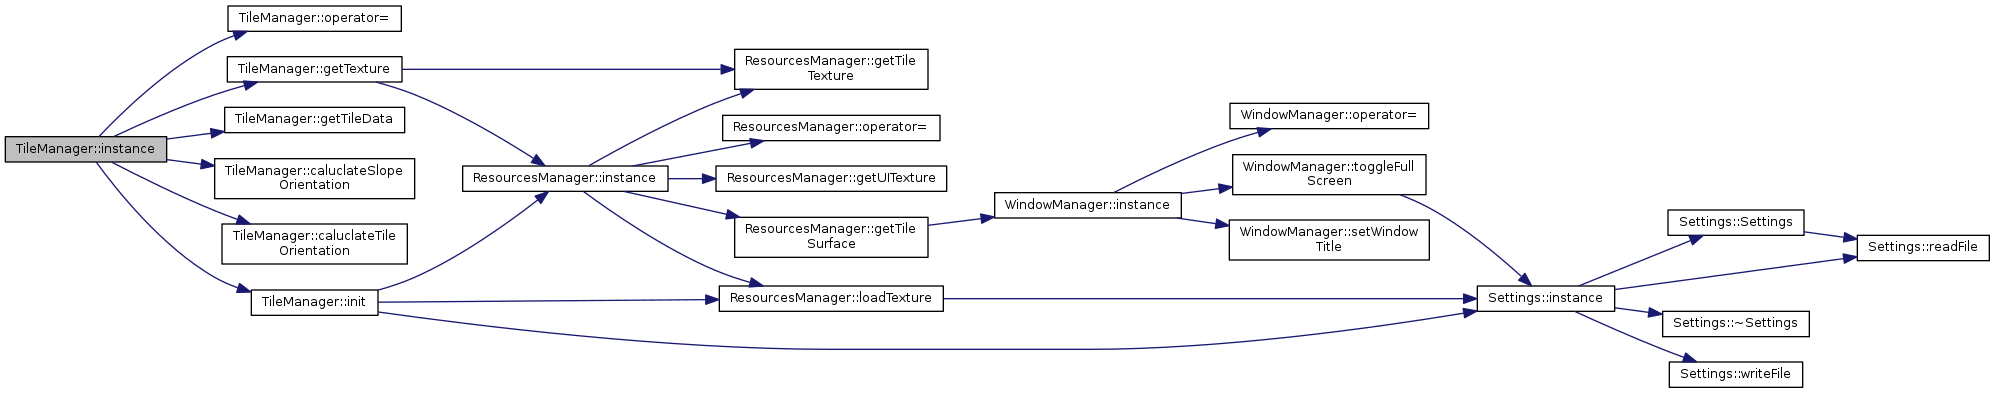 TileManager::instance
TileManager::operator=
TileManager::getTexture
TileManager::getTileData
TileManager::caluclateSlope
Orientation
TileManager::caluclateTile
Orientation
TileManager::init
ResourcesManager::instance
ResourcesManager::getTile
Texture
ResourcesManager::operator=
ResourcesManager::getUITexture
ResourcesManager::getTile
Surface
ResourcesManager::loadTexture
WindowManager::instance
WindowManager::operator=
WindowManager::toggleFull
Screen
WindowManager::setWindow
Title
Settings::instance
Settings::Settings
Settings::~Settings
Settings::writeFile
Settings::readFile